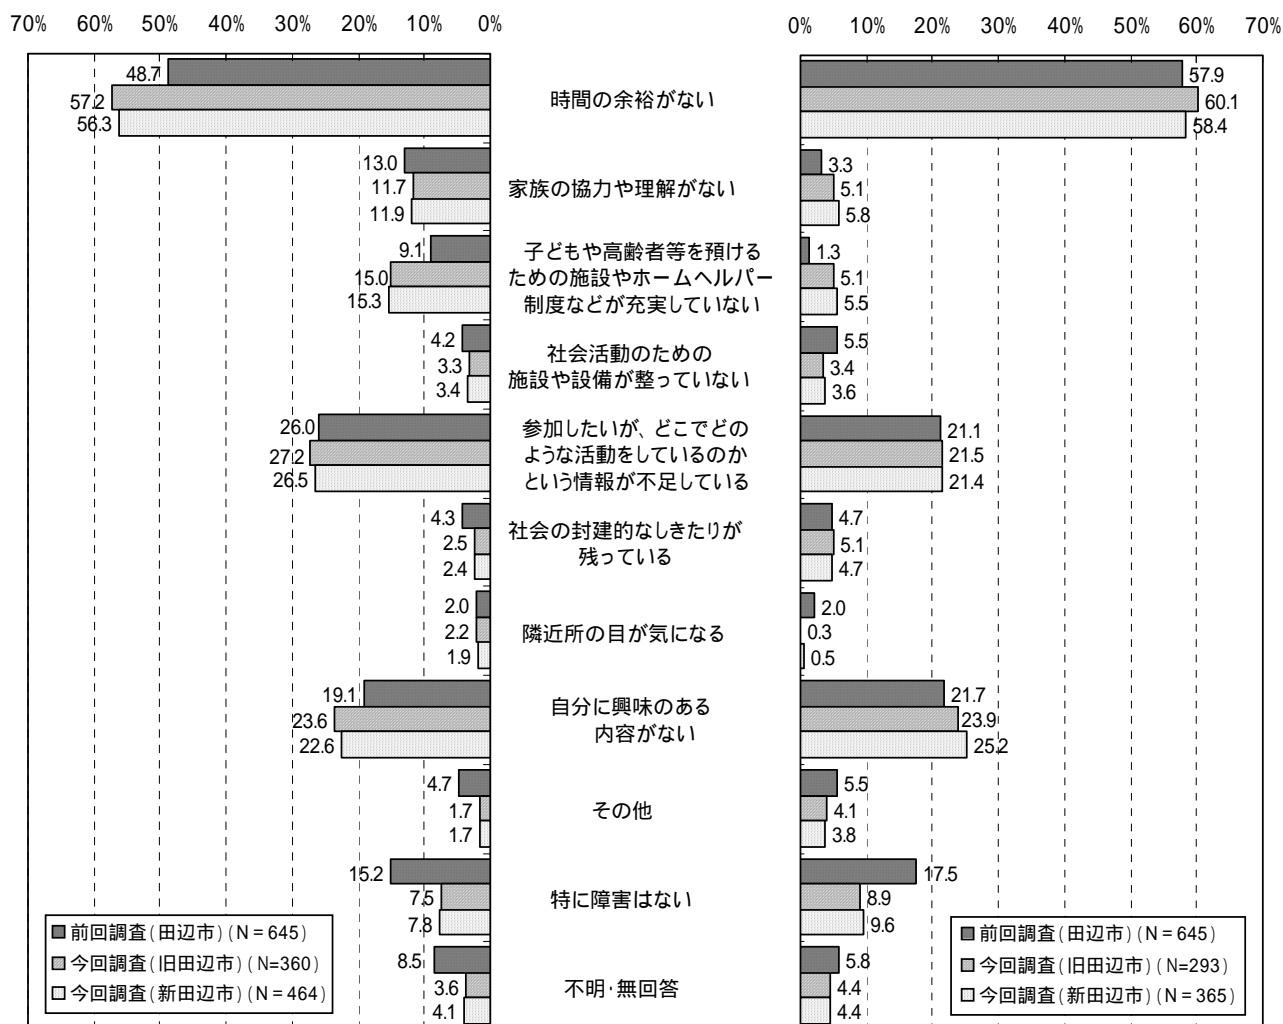 70% 60% 50% 40% 30% 20% 10% 0% 0% 10% 20% 30% 40% 50% 60% 70%
48.7
57.2
56.3
時間の余裕がない
57.9
60.1
58.4
13.0
11.7
11.9
家族の協力や理解がない
3.3
5.1
5.8
9.1
15.0
15.3
子どもや高齢者等を預ける
ための施設やホームヘルパー
制度などが充実していない
1.3
5.1
5.5
4.2
3.3
3.4
社会活動のための
施設や設備が整っていない
5.5
3.4
3.6
26.0
27.2
26.5
参加したいが、どこでどの
ような活動をしているのか
という情報が不足している
21.1
21.5
21.4
4.3
2.5
2.4
社会の封建的なしきたりが
残っている
4.7
5.1
4.7
2.0
2.2
1.9
隣近所の目が気になる
2.0
0.3
0.5
19.1
23.6
22.6
自分に興味のある
内容がない
21.7
23.9
25.2
4.7
1.7
1.7
その他
5.5
4.1
3.8
15.2
7.5
7.8
特に障害はない
17.5
8.9
9.6
8.5
3.6
4.1
不明・無回答
5.8
4.4
4.4
前回調査(田辺市)(N=645)
今回調査(旧田辺市)(N=360)
今回調査(新田辺市)(N=464)
前回調査(田辺市)(N=645)
今回調査(旧田辺市)(N=293)
今回調査(新田辺市)(N=365)